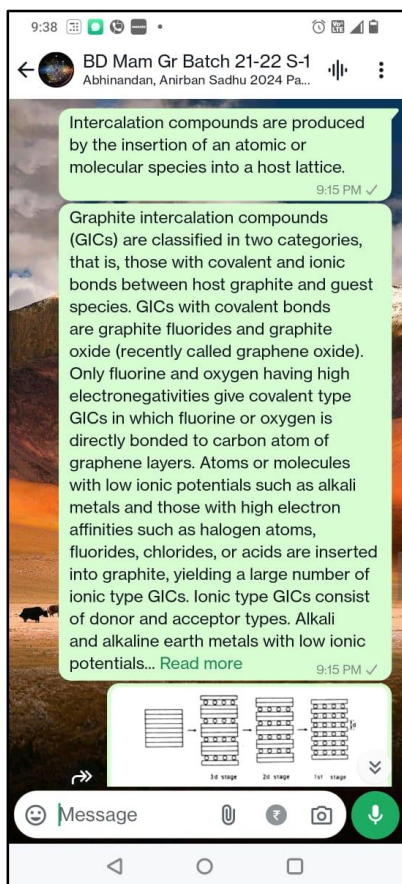 9:38
BD Mam Gr Batch 21-22 S-1
Abhinandan, Anirban Sadhu 2024 Pa...
Intercalation compounds are produced
by the insertion of an atomic or
molecular species into a host lattice.
9:15 PM
Graphite intercalation compounds
(GICs) are classified in two categories,
that is, those with covalent and ionic
bonds between host graphite and guest
species. GICs with covalent bonds
are graphite fluorides and graphite
oxide (recently called graphene oxide).
Only fluorine and oxygen having high
electronegativities give covalent type
GICs in which fluorine or oxygen is
directly bonded to carbon atom of
graphene layers. Atoms or molecules
with low ionic potentials such as alkali
metals and those with high electron
affinities such as halogen atoms,
fluorides, chlorides, or acids are inserted
into graphite, yielding a large number of
ionic type GICs. Ionic type GICs consist
of donor and acceptor types. Alkali
and alkaline earth metals with low ionic
potentials... Read more
9:15 PM
3d stage 2d stage 1st stage
Message